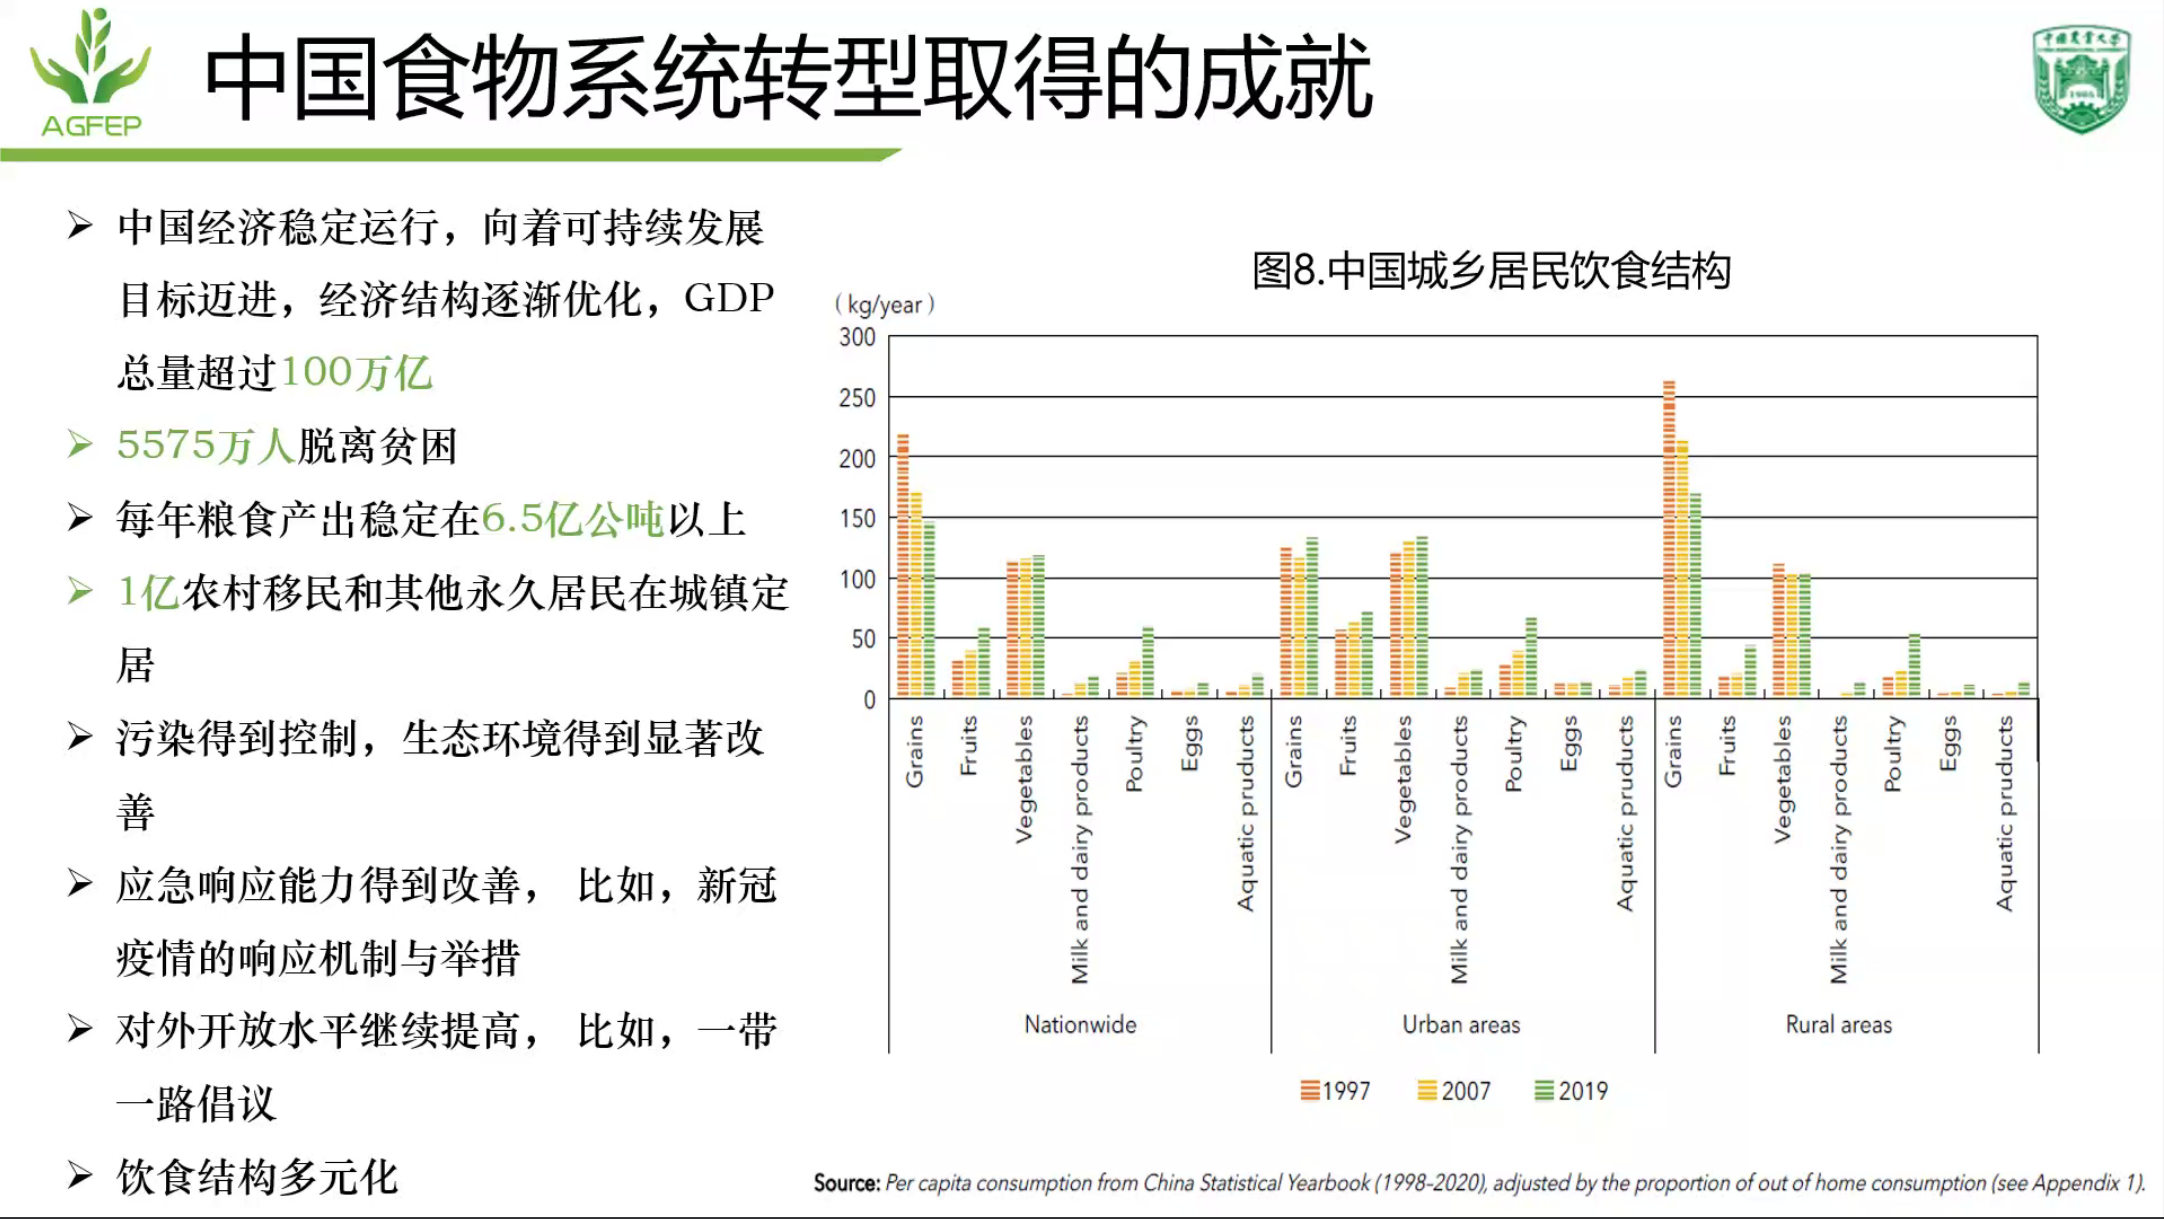 AGFEP
中国食物系统转型取得的成就
中国农业大学
1905
中国经济稳定运行，向着可持续发展
目标迈进，经济结构逐渐优化，GDP
总量超过100万亿
5575万人脱离贫困
每年粮食产出稳定在6.5亿公吨以上
1亿农村移民和其他永久居民在城镇定
居
污染得到控制，生态环境得到显著改
善
应急响应能力得到改善， 比如，新冠
疫情的响应机制与举措
对外开放水平继续提高， 比如，一带
一路倡议
饮食结构多元化
图8.中国城乡居民饮食结构
（kg/year）
300
250
200
150
100
50
0
Grains
Fruits
Vegetables
Milk and dairy products
Poultry
Eggs
Aquatic pruducts
Grains
Fruits
Vegetables
Milk and dairy products
Poultry
Eggs
Aquatic pruducts
Grains
Fruits
Vegetables
Milk and dairy products
Poultry
Eggs
Aquatic pruducts
Nationwide
Urban areas
Rural areas
1997
2007
2019
Source: Per capita consumption from China Statistical Yearbook (1998-2020), adjusted by the proportion of out of home consumption (see Appendix 1).